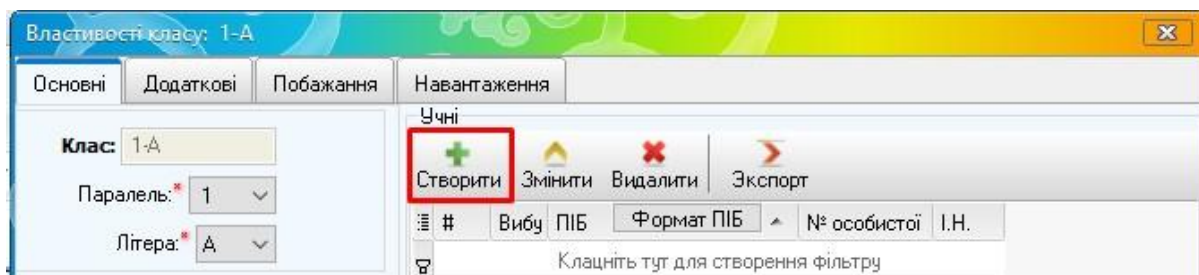 Властивості класу: 1-А
Основні Додаткові Побажання Навантаження
Учні
Клас: 1-А
Створити Змінити Видалити Экспорт
Паралель:* 1
# Вибу ПІБ Формат ПІБ № особистої І.Н.
Літера:* А
Клацніть тут для створення фільтру